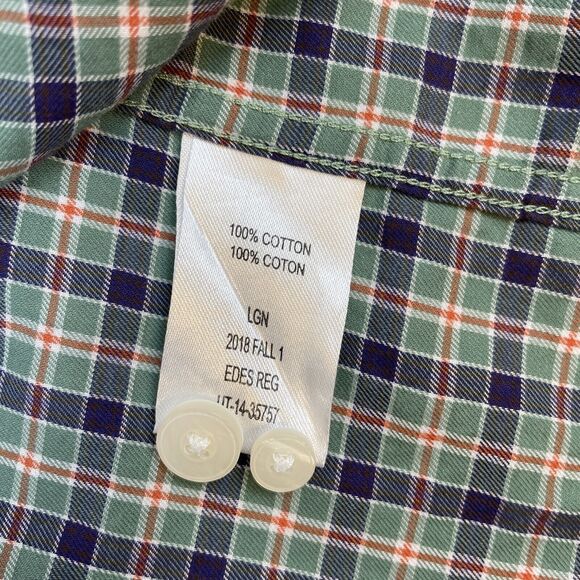 100% COTTON
100% COTON
LGN
2018 FALL 1
EDES REG
UT-14-35757